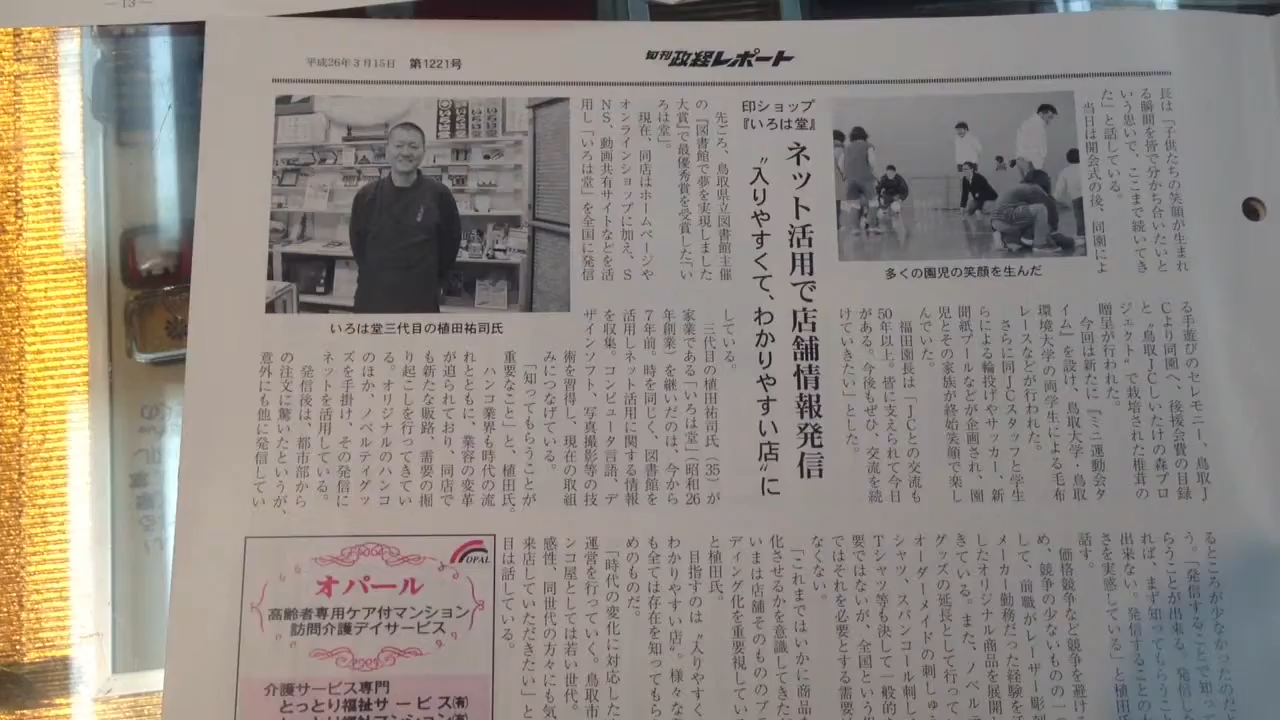 — 13 —
平成26年3月15日 第1221号
旬刊 政経レポート
長は「子供たちの笑顔が生まれ
る瞬間を皆で分かち合いたいと
いう思いで、ここまで続いてき
た」と話している。
当日は開会式の後、同園によ
る手遊びのセレモニー、鳥取J
Cより同園へ、後援会費の目録
と〝鳥取JCしいたけの森プロ
ジェクト〟で栽培された椎茸の
贈呈が行われた。
今回は新たに『ミニ運動会タ
イム』を設け、鳥取大学・鳥取
環境大学の両学生による毛布
レースなどが行われた。
さらに同JCスタッフと学生
らによる輪投げやサッカー、新
聞紙プールなどが企画され、園
児とその家族が終始笑顔で楽し
んでいた。
福田園長は「JCとの交流も
50年以上。皆に支えられて今日
がある。今後もぜひ、交流を続
けていきたい」とした。
多くの園児の笑顔を生んだ
印ショップ
『いろは堂』
ネット活用で店舗情報発信
〝入りやすくて、わかりやすい店〟に
先ごろ、鳥取県立図書館主催
の『図書館で夢を実現しました
大賞』で最優秀賞を受賞した「い
ろは堂」。
現在、同店はホームページや
オンラインショップに加え、S
NS、動画共有サイトなどを活
用し「いろは堂」を全国に発信
している。
三代目の植田祐司氏(35)が
家業である「いろは堂」(昭和26
年創業)を継いだのは、今から
7年前。時を同じく、図書館を
活用しネット活用に関する情報
を収集。コンピュータ言語、デ
ザインソフト、写真撮影等の技
術を習得し、現在の取組
みにつなげている。
「知ってもらうことが
重要なこと」と、植田氏。
ハンコ業界も時代の流
れとともに、業容の変革
が迫られており、同店で
も新たな販路、需要の掘
り起こしを行ってきてい
る。オリジナルのハンコ
のほか、ノベルティグッ
ズを手掛け、その発信に
ネットを活用している。
発信後は、都市部から
の注文に驚いたというが、
意外にも他に発信してい
いろは堂三代目の植田祐司氏
るところが少なかったのだ
う。「発信することで知っ
らうことが出来る、発信し
れば、まず知ってもらうこ
出来ない。発信することの
さを実感している」と植田
話す。
価格競争など競争を避け
め、競争の少ないものの一
して、前職がレーザー彫刻
メーカー勤務だった経験を
したオリジナル商品を展開
きている。また、ノベルテ
グッズの延長として行って
オーダーメイドの刺しゅう
シャツ、スパンコール刺し
Tシャツ等も決して一般的
要ではないが、全国という
ではそれを必要とする需要
なくない。
「これまではいかに商品
化させるかを意識してきた
いまは店舗そのもののブラ
ディング化を重要視してい
と植田氏。
目指すのは〝入りやすく
わかりやすい店〟。様々な
も全ては存在を知ってもら
めのものだ。
「時代の変化に対応した
運営を行っていく。鳥取市
ンコ屋としては若い世代。
感性、同世代の方々にも気
来店していただきたい」と
日は話している。
OPAL
オパール
高齢者専用ケア付マンション
訪問介護デイサービス
介護サービス専門
とっとり福祉サービス㈲
とっとり福祉マンション㈲